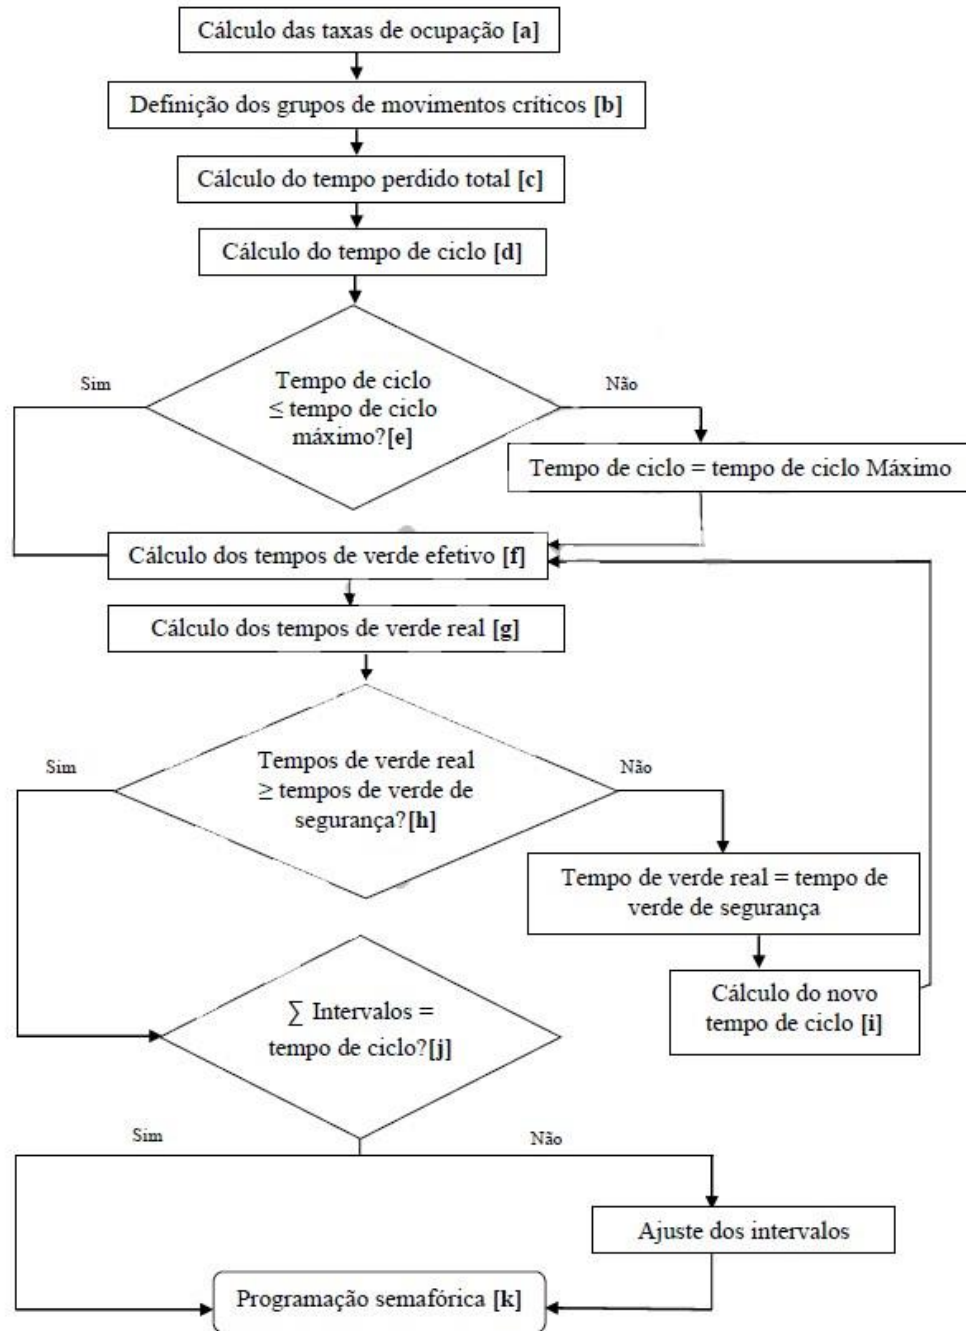 Cálculo das taxas de ocupação [a]
Definição dos grupos de movimentos críticos [b]
Cálculo do tempo perdido total [c]
Cálculo do tempo de ciclo [d]
Sim
Não
Tempo de ciclo
≤ tempo de ciclo
máximo?[e]
Tempo de ciclo = tempo de ciclo Máximo
Cálculo dos tempos de verde efetivo [f]
Cálculo dos tempos de verde real [g]
Sim
Não
Tempos de verde real
≥ tempos de verde de
segurança?[h]
Tempo de verde real = tempo de
verde de segurança
Cálculo do novo
tempo de ciclo [i]
∑ Intervalos =
tempo de ciclo?[j]
Sim
Não
Ajuste dos intervalos
Programação semafórica [k]